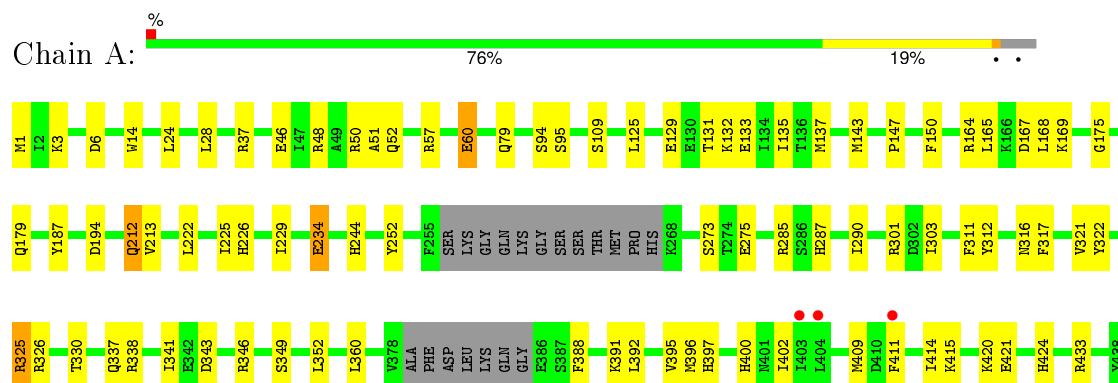 %
Chain A: 76% 19% • •
M1 I2 K3 D6 W14 L24 L28 R37 E46 I47 R48 A49 R50 A51 Q52 R57 E60 Q79 S94 S95 S109 L125 E129 E130 T131 K132 E133 I134 I135 T136 M137 M143 P147 F150 R164 L165 K166 D167 L168 K169 G175
Q179 Y187 D194 Q212 V213 L222 I225 H226 I229 E234 H244 Y252 F255 SER LYS GLY GLN LYS GLY SER SER THR MET PRO HIS K268 S273 T274 E275 R285 S286 H287 I290 R301 D302 I303 F311 Y312 N316 F317 V321 Y322
R325 R326 T330 Q337 R338 I341 E342 D343 R346 S349 L352 L360 V378 ALA PHE ASP LEU LYS GLN GLY E386 S387 F388 K391 L392 V395 M396 H397 H400 N401 I402 I403 L404 M409 D410 F411 I414 K415 K420 E421 H424 R433